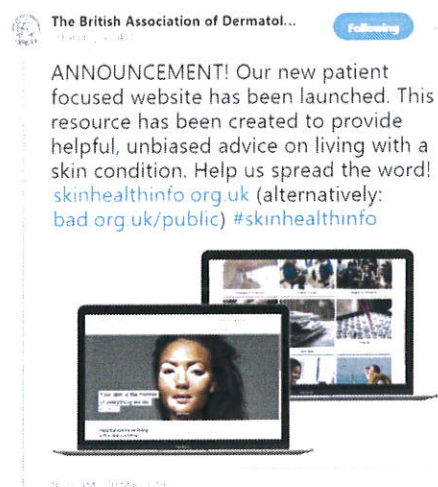 The British Association of Dermatol...
Following
ANNOUNCEMENT! Our new patient
focused website has been launched. This
resource has been created to provide
helpful, unbiased advice on living with a
skin condition. Help us spread the word!
skinhealthinfo.org.uk (alternatively:
bad.org.uk/public) #skinhealthinfo